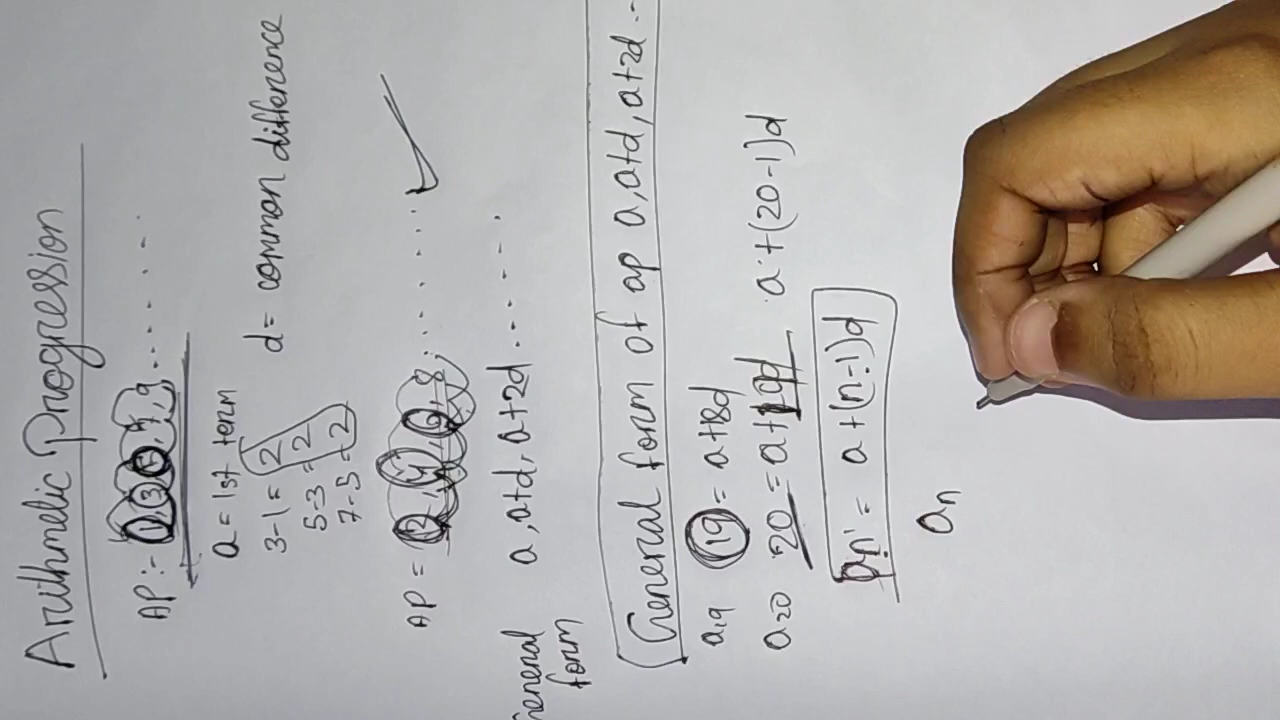 Arithmetic Progression
AP:- 1, 3, 5, 7, 9......
a = 1st term
d = common difference
3-1 = 2
5-3 = 2
7-5 = 2
AP = 2, 4, 6, 8, ........
General form a, a+d, a+2d......
General form of ap a, a+d, a+2d..
a19 19 = a+18d
a20 20 = a+19d a+(20-1)d
'n' = a+(n-1)d
an